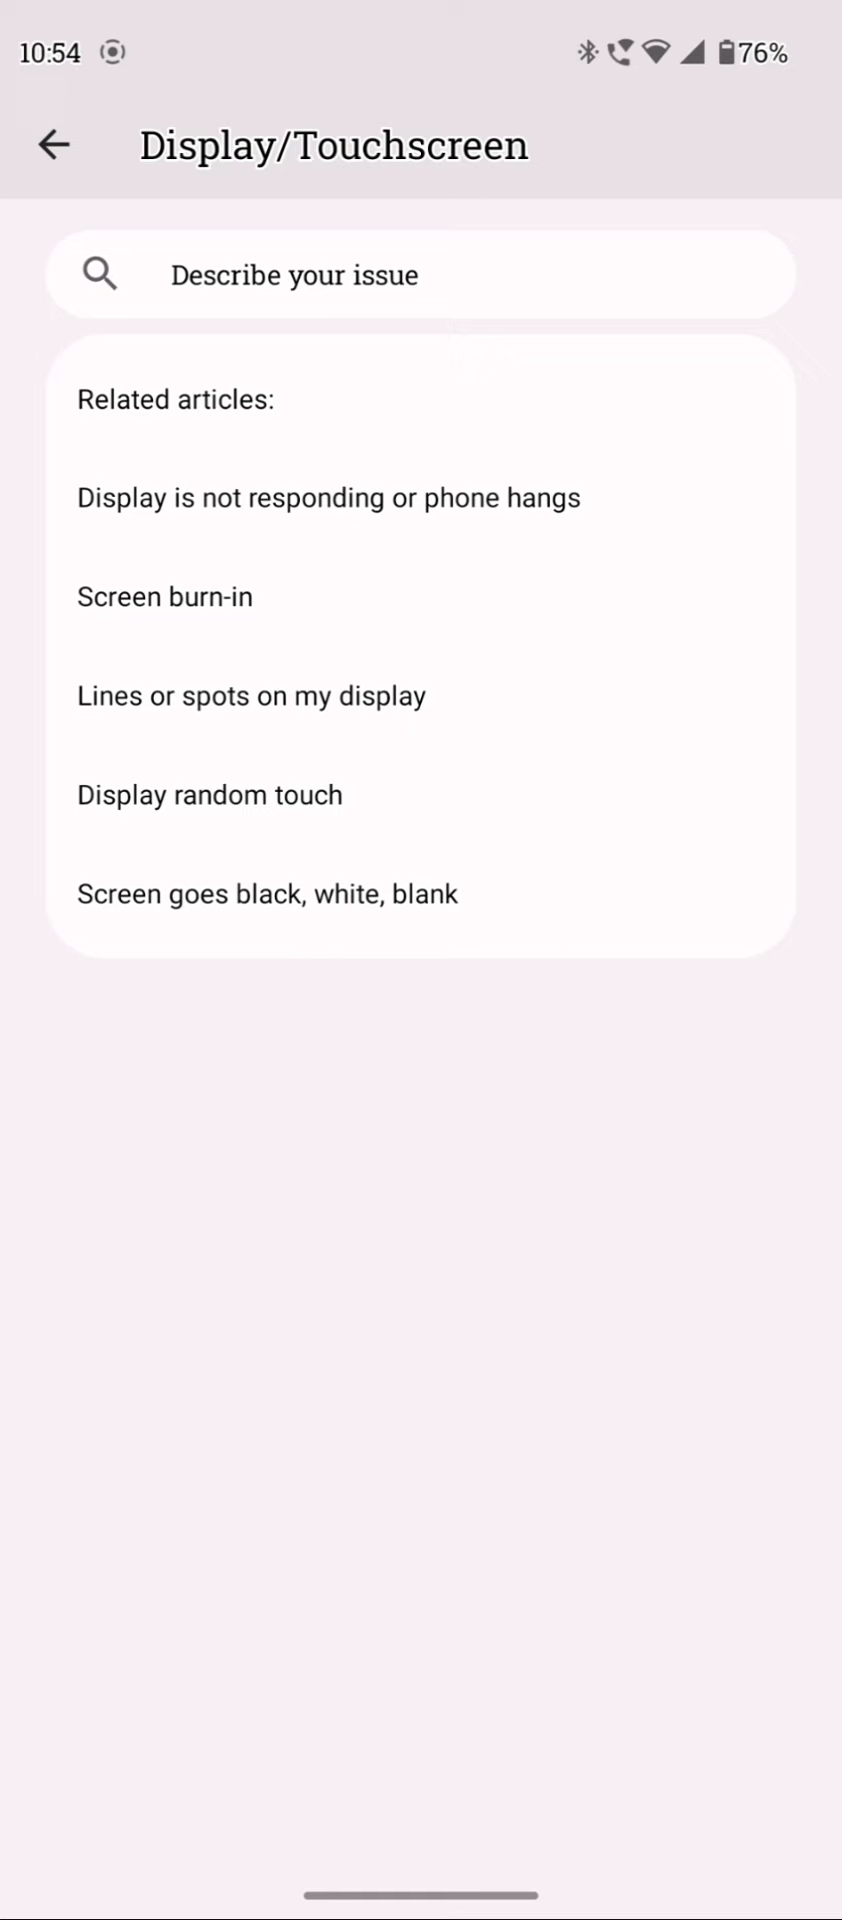 10:54
76%
Display/Touchscreen
Describe your issue
Related articles:
Display is not responding or phone hangs
Screen burn-in
Lines or spots on my display
Display random touch
Screen goes black, white, blank